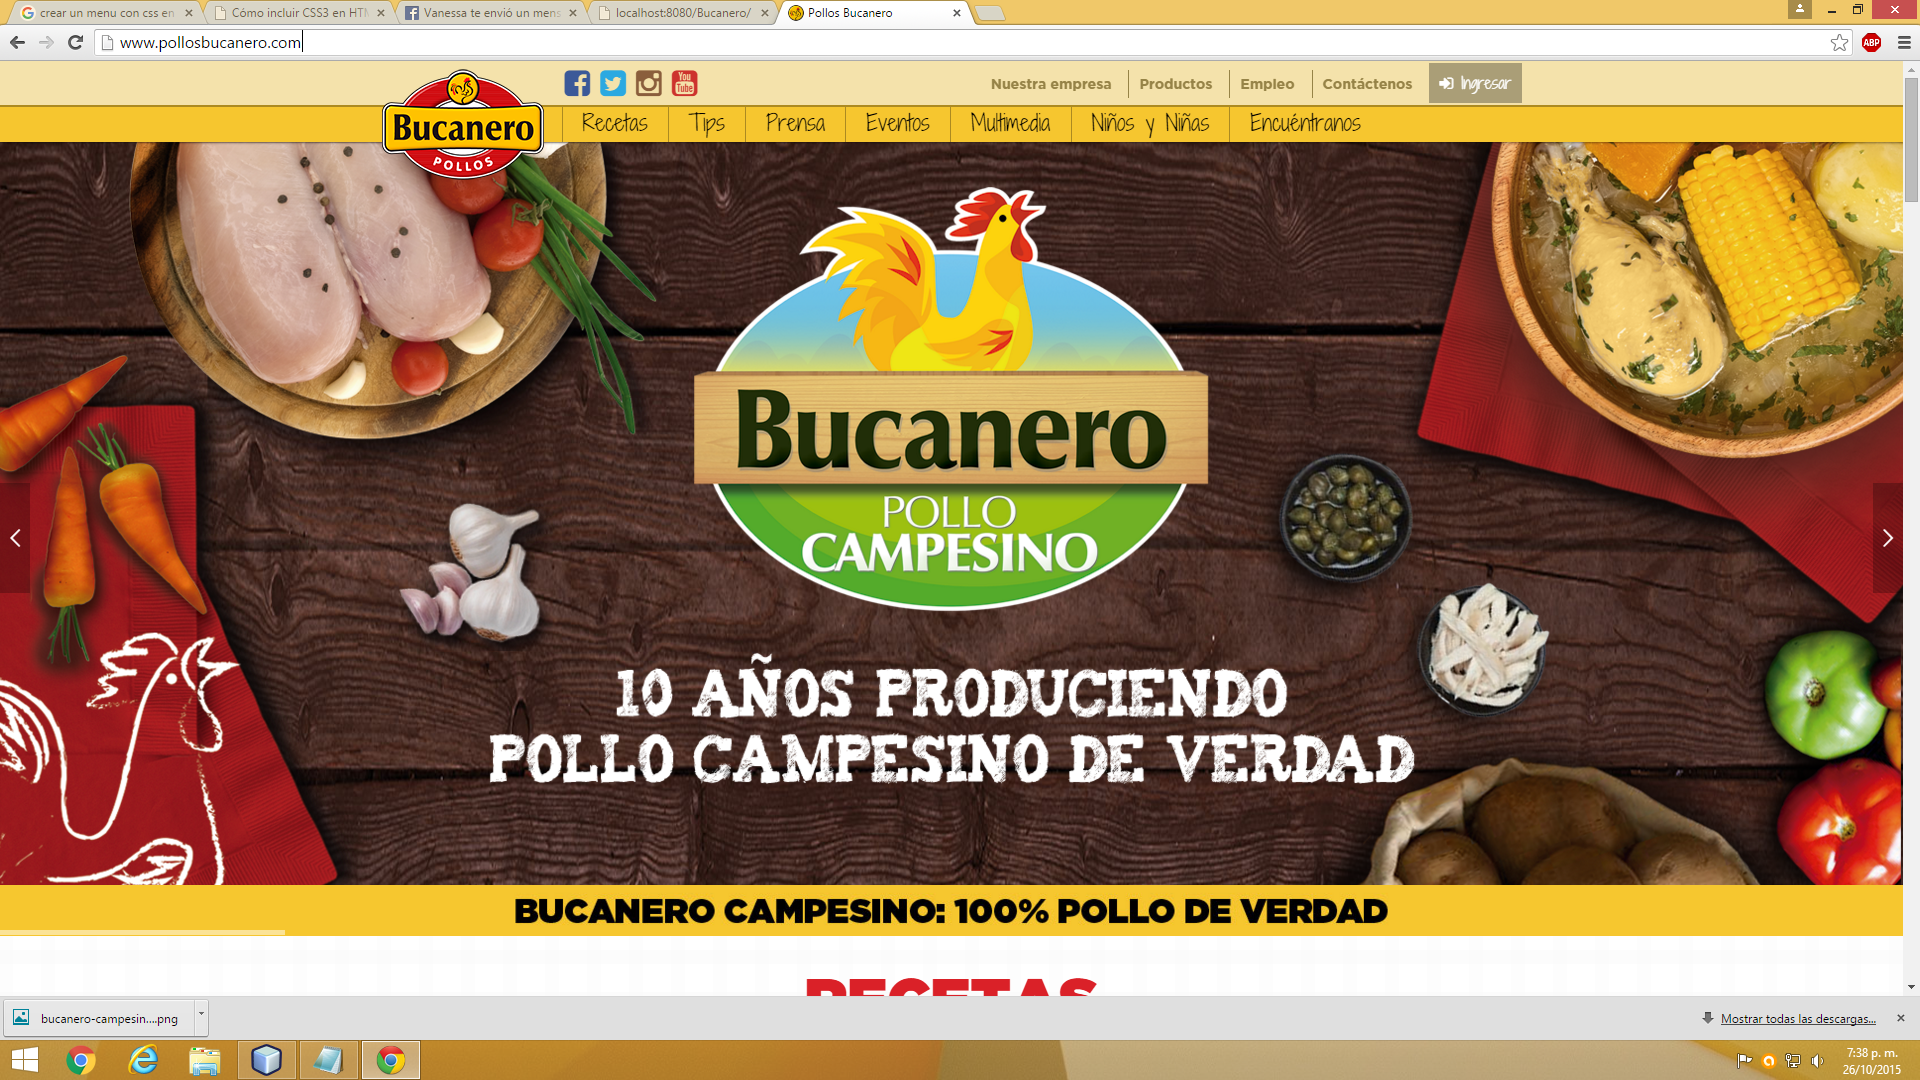 crear un menu con css en
Cómo incluir CSS3 en HTM
Vanessa te envió un mens
localhost:8080/Bucanero/
Pollos Bucanero
www.pollosbucanero.com
ABP
You Tube
Nuestra empresa
Productos
Empleo
Contáctenos
Ingresar
Bucanero
POLLOS
Recetas
Tips
Prensa
Eventos
Multimedia
Niños y Niñas
Encuéntranos
Bucanero
POLLO
CAMPESINO
10 AÑOS PRODUCIENDO
POLLO CAMPESINO DE VERDAD
BUCANERO CAMPESINO: 100% POLLO DE VERDAD
RECETAS
bucanero-campesin....png
Mostrar todas las descargas...
7:38 p. m.
26/10/2015